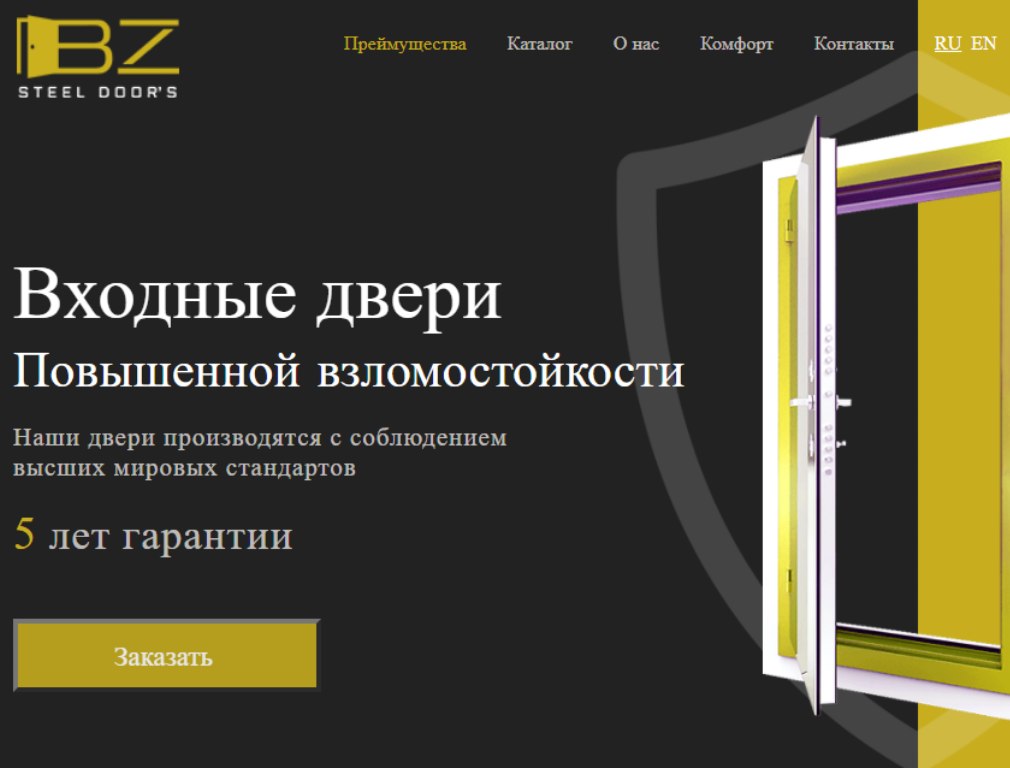 BZ
STEEL DOOR'S
Преимущества Каталог О нас Комфорт Контакты RU EN
Входные двери
Повышенной взломостойкости
Наши двери производятся с соблюдением
высших мировых стандартов
5 лет гарантии
Заказать